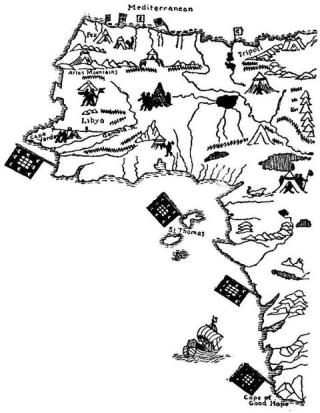 Mediterranean
Fez
Tripoli
Atlas Mountains
Libya
Cape
Verde
St Thomas
Cape of
Good Hope